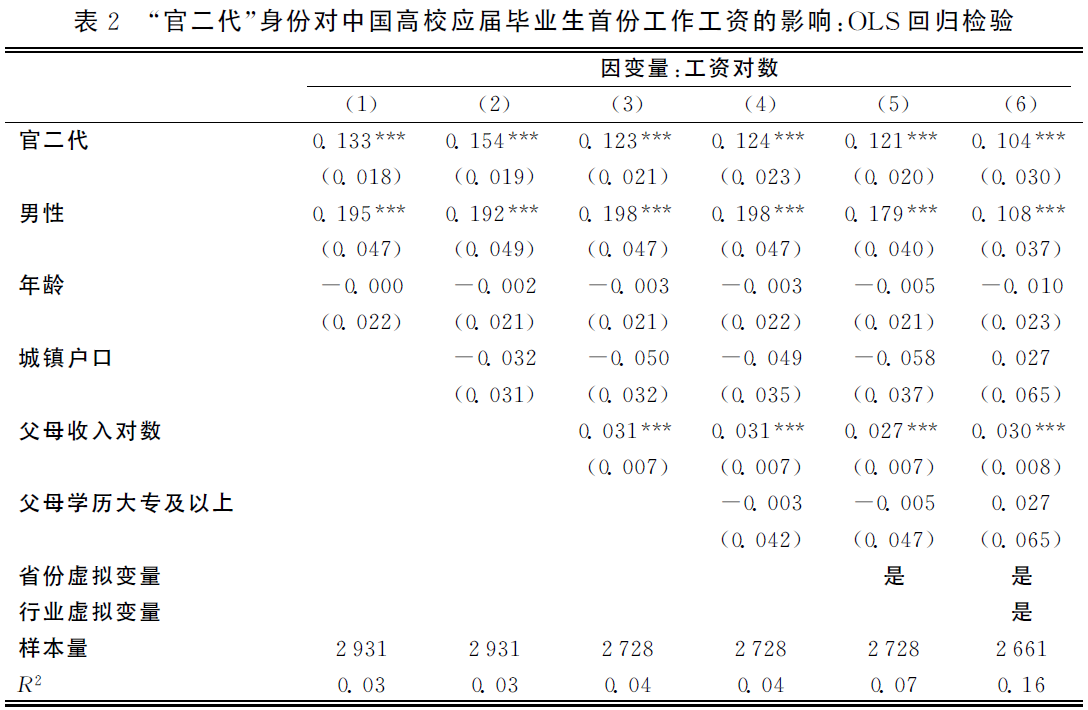 表 2 “官二代”身份对中国高校应届毕业生首份工作工资的影响:OLS 回归检验
因变量:工资对数
(1) (2) (3) (4) (5) (6)
官二代 0.133*** 0.154*** 0.123*** 0.124*** 0.121*** 0.104***
(0.018) (0.019) (0.021) (0.023) (0.020) (0.030)
男性 0.195*** 0.192*** 0.198*** 0.198*** 0.179*** 0.108***
(0.047) (0.049) (0.047) (0.047) (0.040) (0.037)
年龄 −0.000 −0.002 −0.003 −0.003 −0.005 −0.010
(0.022) (0.021) (0.021) (0.022) (0.021) (0.023)
城镇户口 −0.032 −0.050 −0.049 −0.058 0.027
(0.031) (0.032) (0.035) (0.037) (0.065)
父母收入对数 0.031*** 0.031*** 0.027*** 0.030***
(0.007) (0.007) (0.007) (0.008)
父母学历大专及以上 −0.003 −0.005 0.027
(0.042) (0.047) (0.065)
省份虚拟变量 是 是
行业虚拟变量 是
样本量 2 931 2 931 2 728 2 728 2 728 2 661
R² 0.03 0.03 0.04 0.04 0.07 0.16